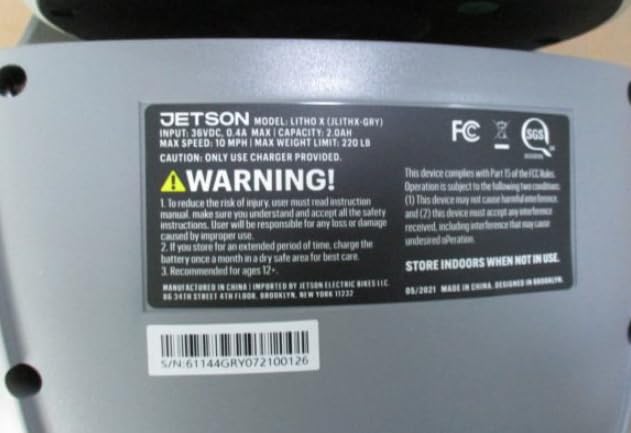 JETSON MODEL: LITHO X (JLITHX-GRY)
INPUT: 36VDC, 0.4A MAX | CAPACITY: 2.0AH
MAX SPEED: 10 MPH | MAX WEIGHT LIMIT: 220 LB
CAUTION: ONLY USE CHARGER PROVIDED.
WARNING!
1. To reduce the risk of injury, user must read instruction
manual, make sure you understand and accept all the safety
instructions. User will be responsible for any loss or damage
caused by improper use.
2. If you store for an extended period of time, charge the
battery once a month in a dry safe area for best care.
3. Recommended for ages 12+.
MANUFACTURED IN CHINA | IMPORTED BY JETSON ELECTRIC BIKES LLC.
86 34TH STREET 4TH FLOOR, BROOKLYN, NEW YORK 11232
FC
SGS
This device complies with Part 15 of the FCC Rules.
Operation is subject to the following two conditions:
(1) This device may not cause harmful interference,
and (2) this device must accept any interference
received, including interference that may cause
undesired oPeration.
STORE INDOORS WHEN NOT IN USE.
05/2021 MADE IN CHINA. DESIGNED IN BROOKLYN.
S/N:61144GRY072100126